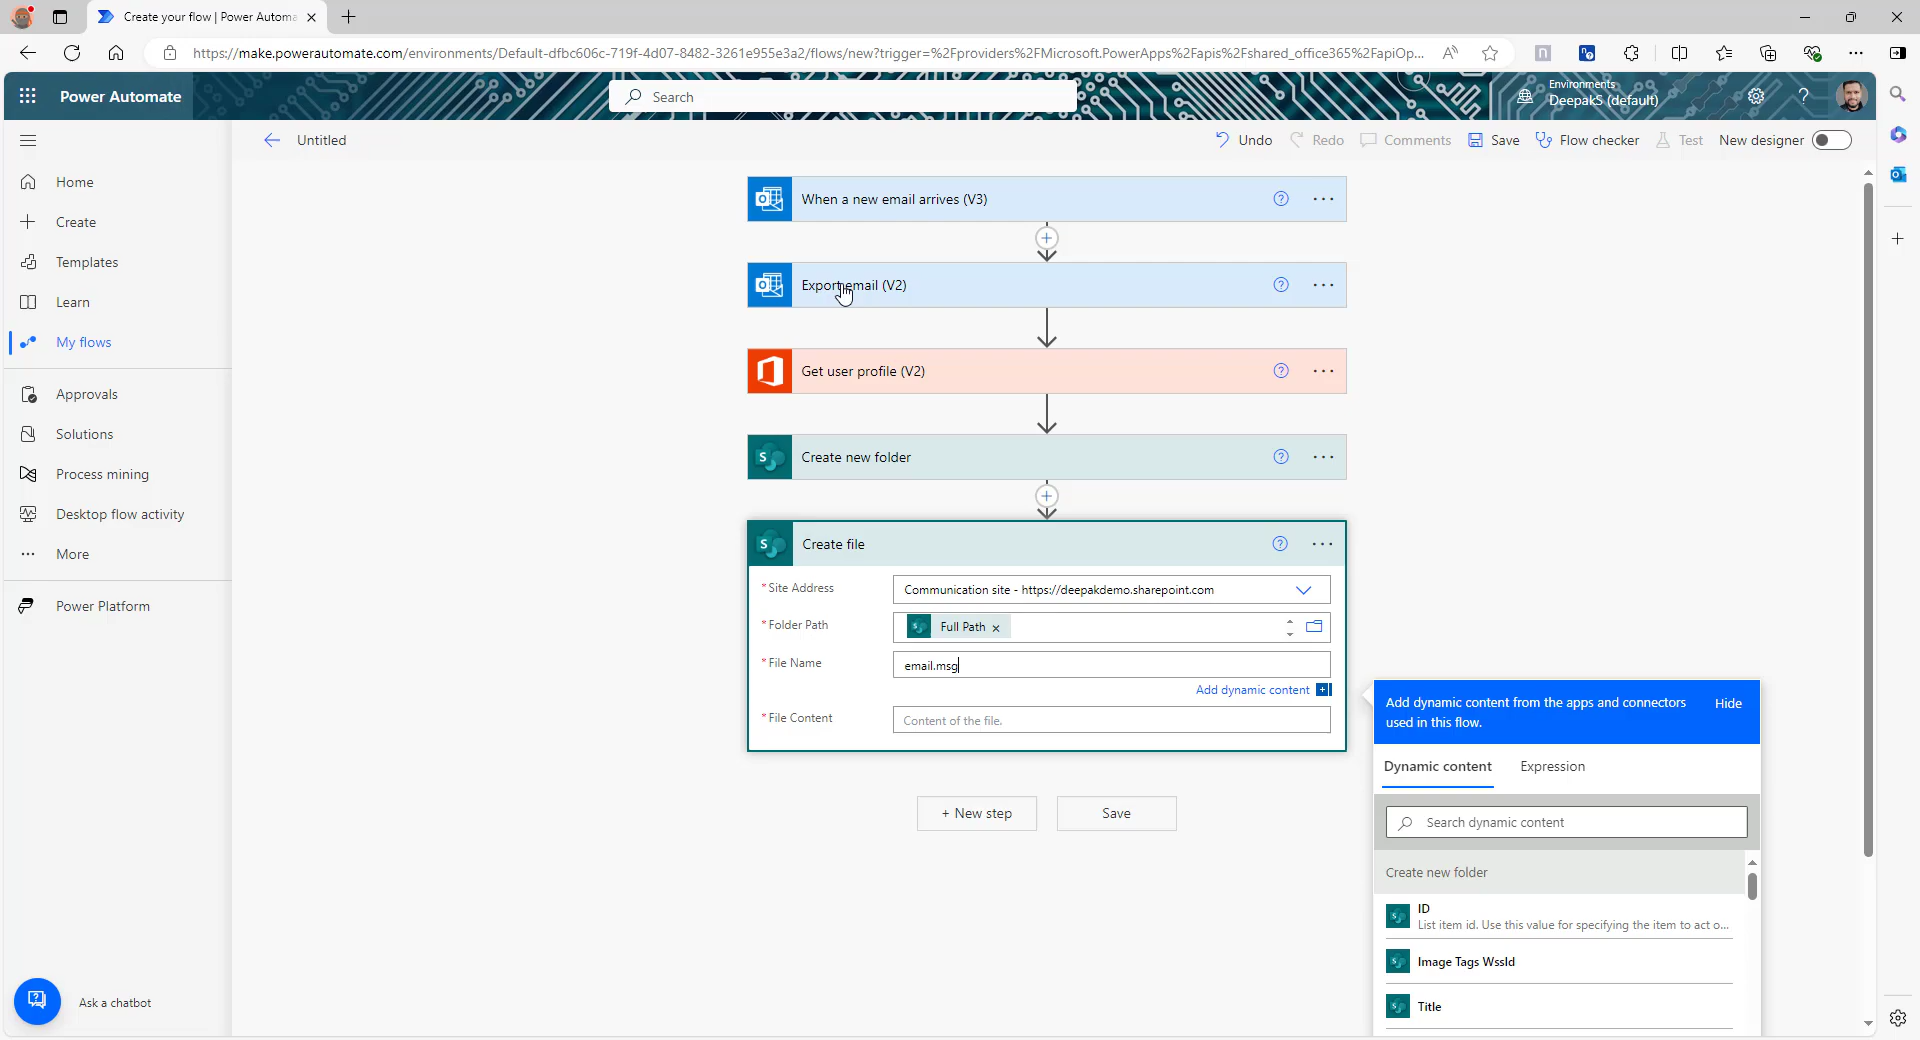 Create your flow | Power Automa
https://make.powerautomate.com/environments/Default-dfbc606c-719f-4d07-8482-3261e955e3a2/flows/new?trigger=%2Fproviders%2FMicrosoft.PowerApps%2Fapis%2Fshared_office365%2FapiOp...
Power Automate
Search
Environments
DeepakS (default)
Untitled
Undo
Redo
Comments
Save
Flow checker
Test
New designer
Home
Create
Templates
Learn
My flows
Approvals
Solutions
Process mining
Desktop flow activity
More
Power Platform
Ask a chatbot
When a new email arrives (V3)
Export email (V2)
Get user profile (V2)
Create new folder
Create file
* Site Address
Communication site - https://deepakdemo.sharepoint.com
* Folder Path
Full Path
* File Name
email.msg
Add dynamic content
* File Content
Content of the file.
+ New step
Save
Add dynamic content from the apps and connectors
used in this flow.
Hide
Dynamic content
Expression
Search dynamic content
Create new folder
ID
List item id. Use this value for specifying the item to act o...
Image Tags WssId
Title